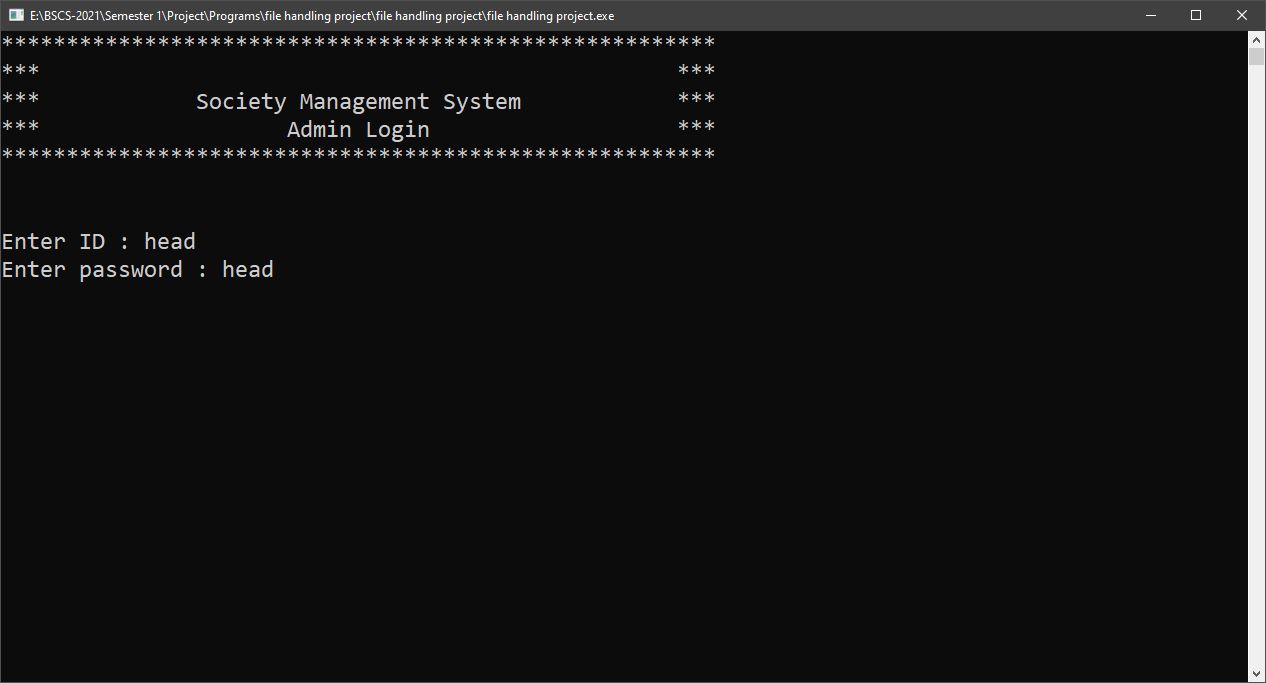 E:\BSCS-2021\Semester 1\Project\Programs\file handling project\file handling project\file handling project.exe
*******************************************************
***                                                 ***
***            Society Management System            ***
***                   Admin Login                   ***
*******************************************************
Enter ID : head
Enter password : head